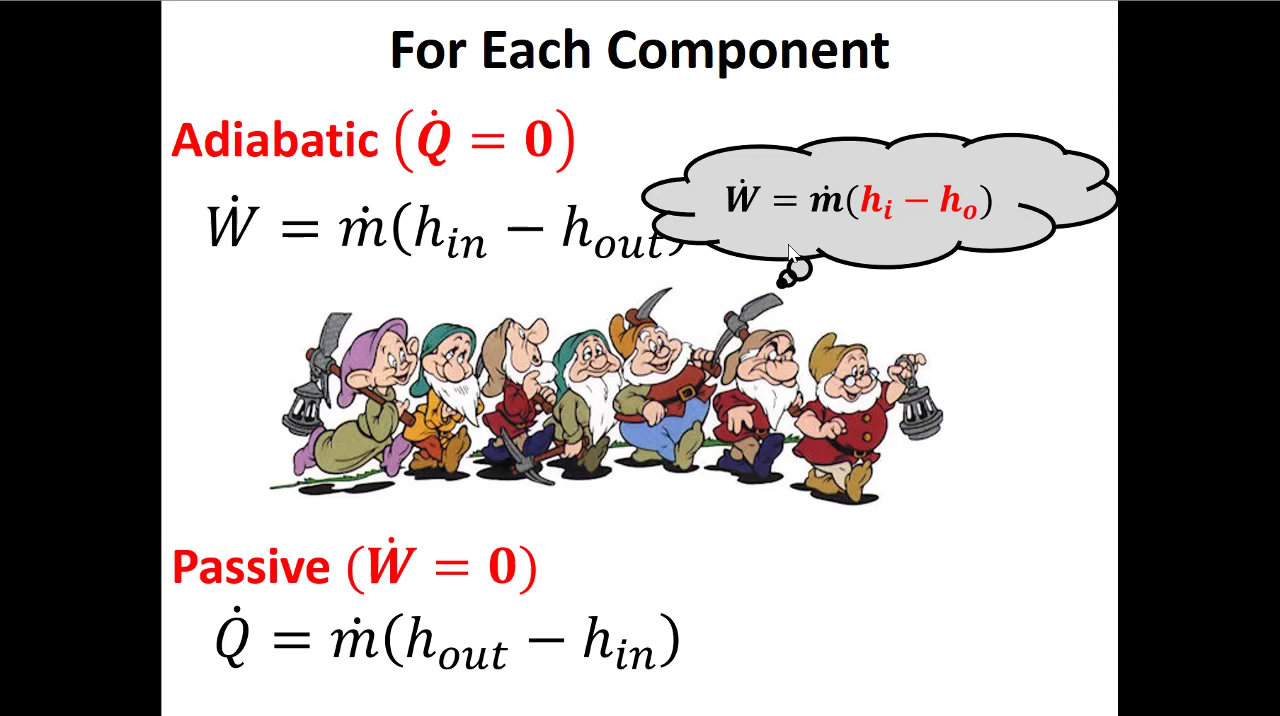 For Each Component
Adiabatic (Q̇ = 0)
Ẇ = ṁ(h_in − h_out)
Ẇ = ṁ(h_i − h_o)
Passive (Ẇ = 0)
Q̇ = ṁ(h_out − h_in)